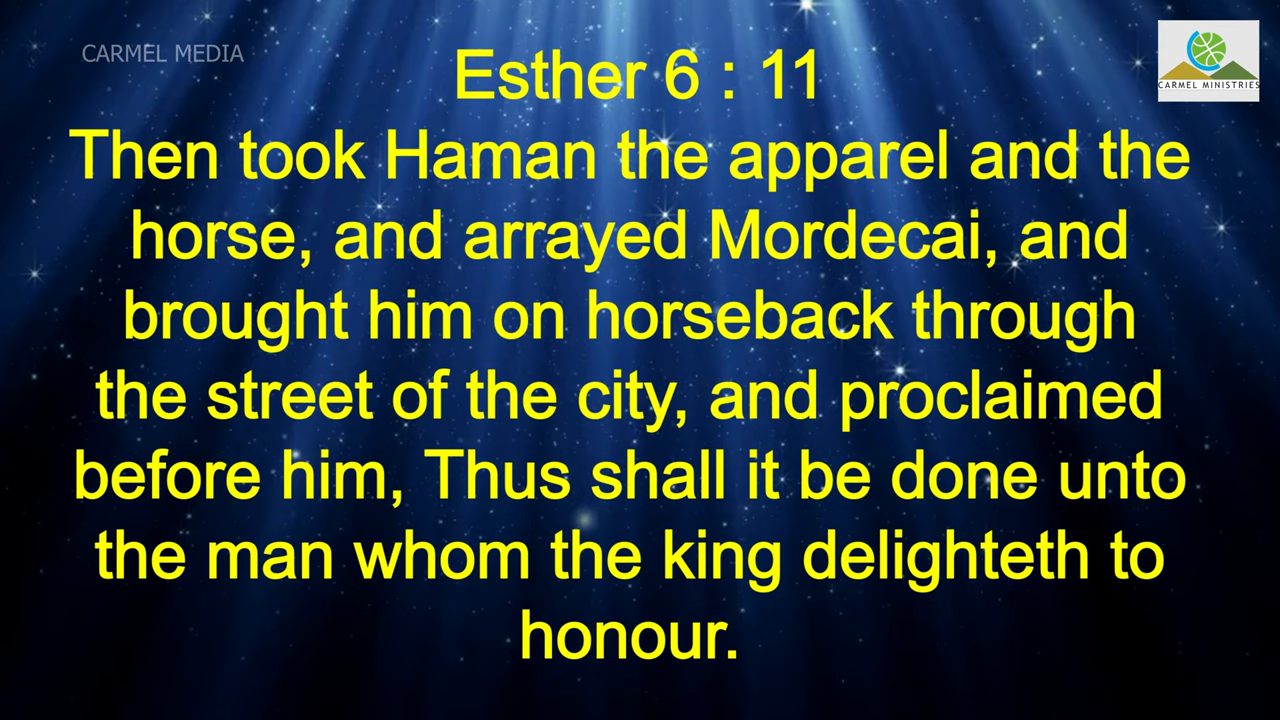 CARMEL MEDIA
Esther 6 : 11
CARMEL MINISTRIES
Then took Haman the apparel and the
horse, and arrayed Mordecai, and
brought him on horseback through
the street of the city, and proclaimed
before him, Thus shall it be done unto
the man whom the king delighteth to
honour.